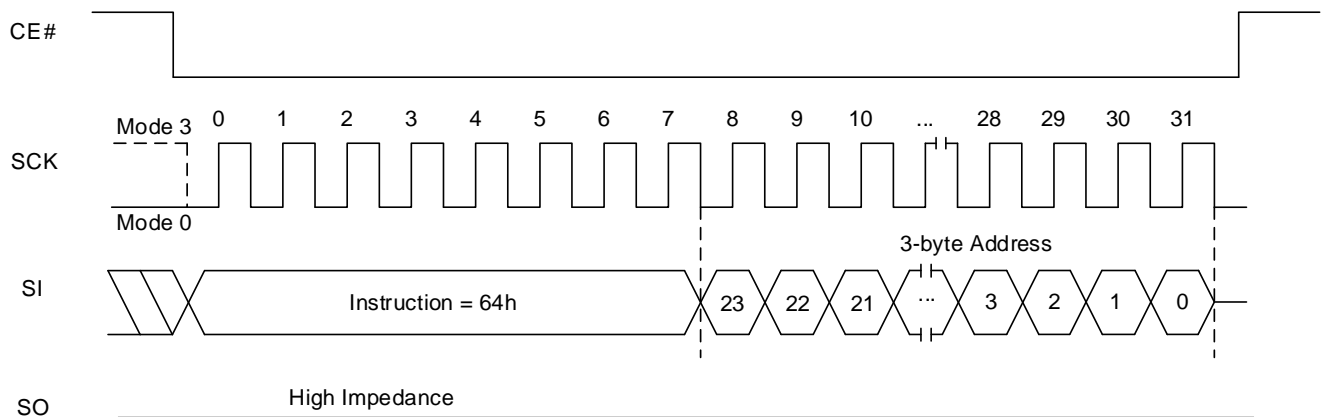 CE#
Mode 3
0 1 2 3 4 5 6 7 8 9 10 ... 28 29 30 31
SCK
Mode 0
3-byte Address
SI
Instruction = 64h
23 22 21 ... 3 2 1 0
High Impedance
SO